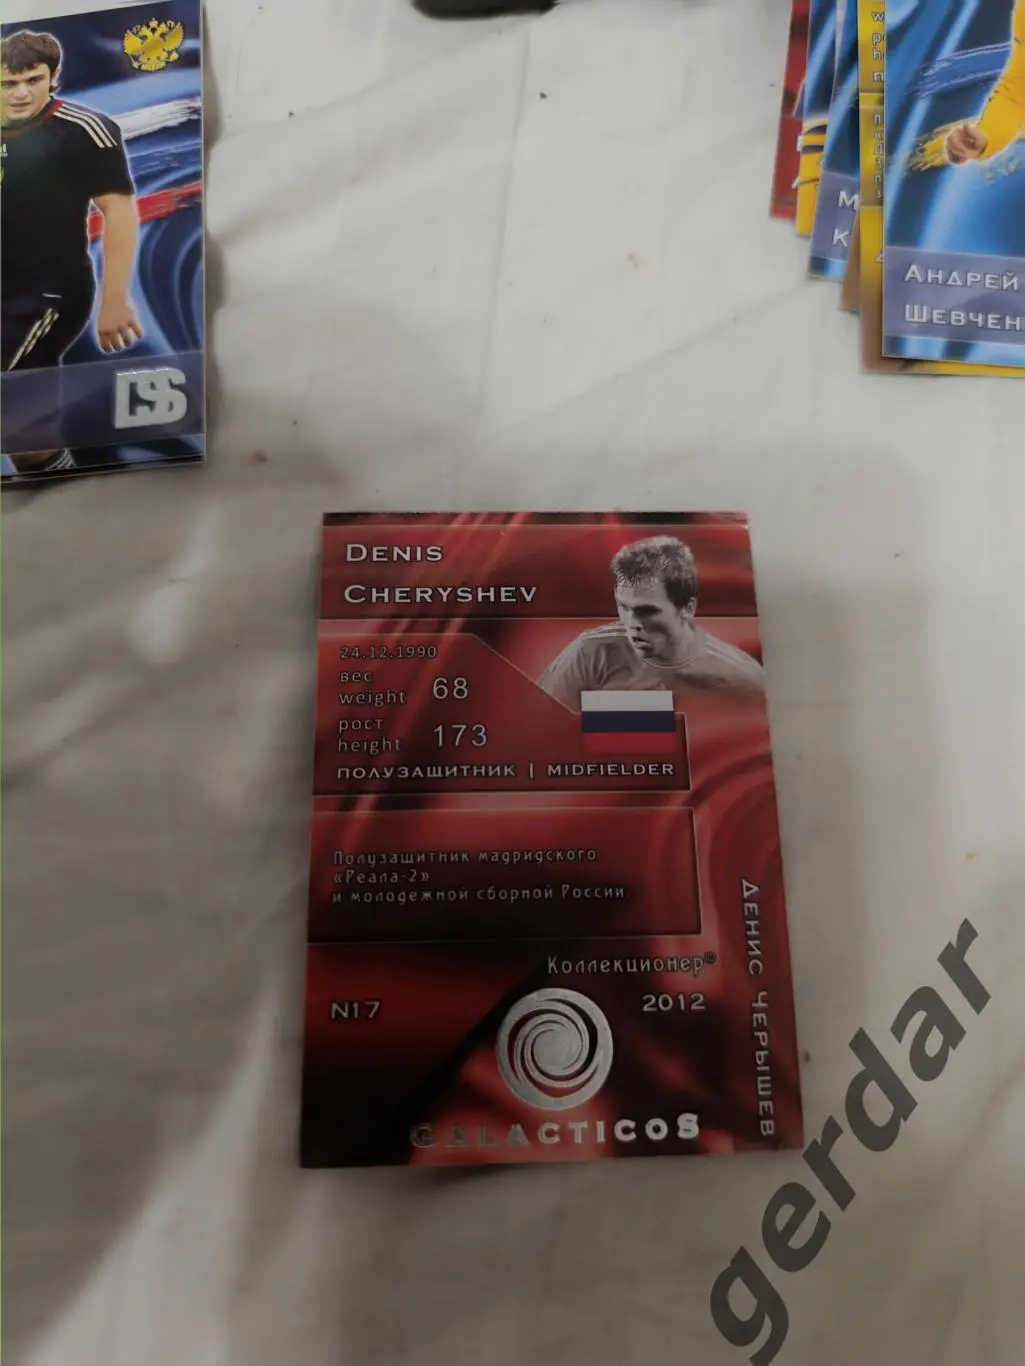 DENIS
CHERYSHEV
24.12.1990
вес
weight 68
рост
height 173
ПОЛУЗАЩИТНИК | MIDFIELDER
Полузащитник мадридского
«Реала-2»
и молодежной сборной России
Коллекционер©
N17
2012
GALACTICOS
ДЕНИС ЧЕРЫШЕВ
АНДРЕЙ
ШЕВЧЕН
М
К
DSS
gerdar